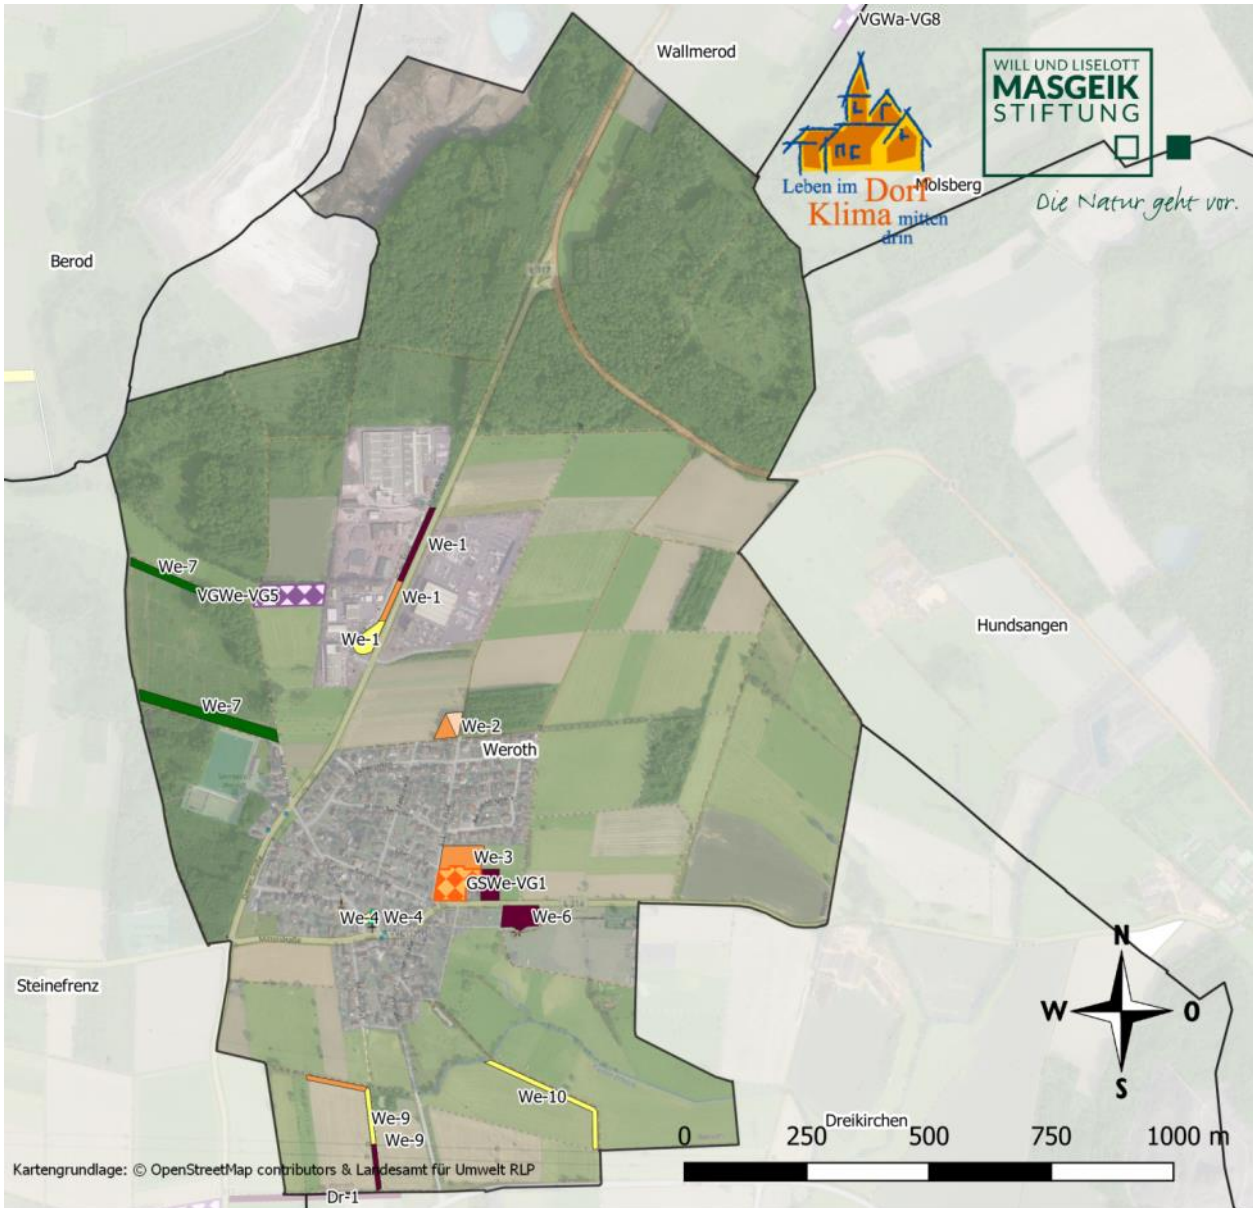 VGWa-VG8
Wallmerod
WILL UND LISELOTT
MASGEIK
STIFTUNG
Die Natur geht vor.
Molsberg
Leben im Dorf
Klima mitten
drin
Berod
L 317
We-1
We-7
VGWe-VG5
We-1
We-1
Hundsangen
We-7
We-2
Weroth
We-3
GSWe-VG1
We-4
We-4
L 314
We-6
Steinefrenz
N
W
O
S
We-10
We-9
We-9
Dreikirchen
0 250 500 750 1000 m
Kartengrundlage: © OpenStreetMap contributors & Landesamt für Umwelt RLP
Dr-1